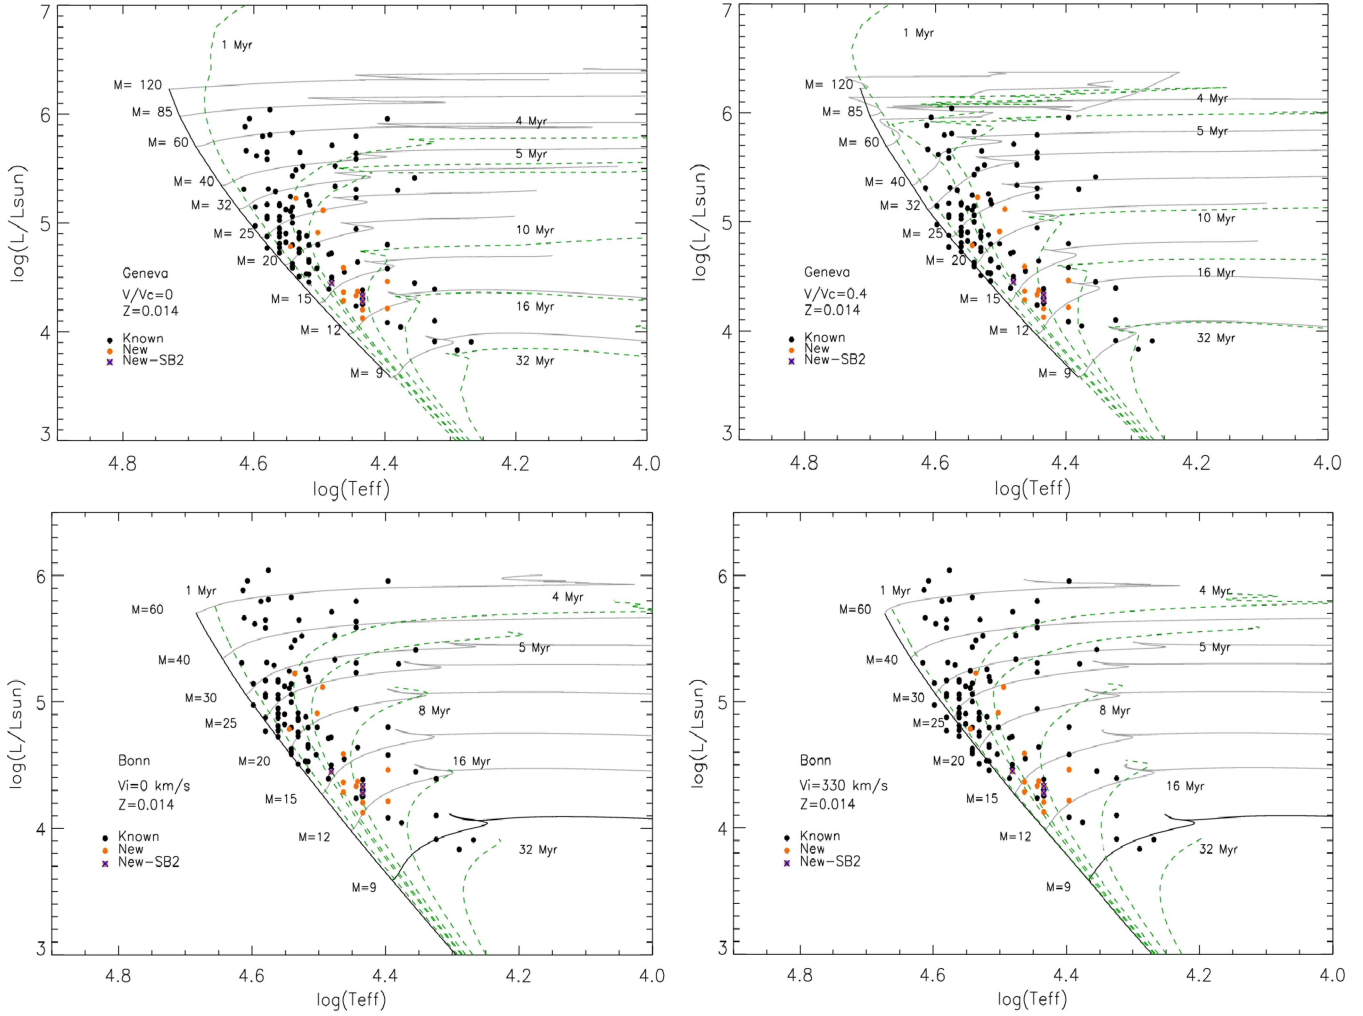 7
1 Myr
M= 120
6
M= 85
4 Myr
M= 60
5 Myr
M= 40
M= 32
5
M= 25
10 Myr
M= 20
Geneva
V/Vc=0
M= 15
16 Myr
Z=0.014
4
M= 12
Known
New
New-SB2
32 Myr
M= 9
3
4.8 4.6 4.4 4.2 4.0
log(Teff)
log(L/Lsun)
7
1 Myr
M= 120
6
M= 85
4 Myr
M= 60
5 Myr
M= 40
M= 32
5
M= 25
10 Myr
M= 20
Geneva
16 Myr
V/Vc=0.4
M= 15
Z=0.014
4
M= 12
Known
New
New-SB2
32 Myr
M= 9
3
4.8 4.6 4.4 4.2 4.0
log(Teff)
log(L/Lsun)
6
1 Myr
4 Myr
M=60
M=40
5 Myr
M=30
5
8 Myr
M=25
M=20
16 Myr
Bonn
Vi=0 km/s
M=15
Z=0.014
4
M=12
Known
New
New-SB2
32 Myr
M=9
3
4.8 4.6 4.4 4.2 4.0
log(Teff)
log(L/Lsun)
6
1 Myr
4 Myr
M=60
M=40
5 Myr
M=30
5
8 Myr
M=25
M=20
Bonn
16 Myr
Vi=330 km/s
M=15
Z=0.014
4
M=12
Known
New
New-SB2
32 Myr
M=9
3
4.8 4.6 4.4 4.2 4.0
log(Teff)
log(L/Lsun)